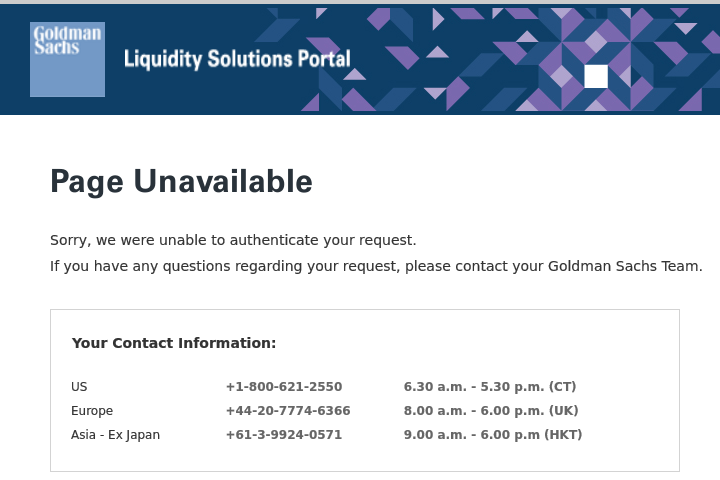 Goldman
Sachs
Liquidity Solutions Portal
Page Unavailable
Sorry, we were unable to authenticate your request.
If you have any questions regarding your request, please contact your Goldman Sachs Team.
Your Contact Information:
US +1-800-621-2550 6.30 a.m. - 5.30 p.m. (CT)
Europe +44-20-7774-6366 8.00 a.m. - 6.00 p.m. (UK)
Asia - Ex Japan +61-3-9924-0571 9.00 a.m. - 6.00 p.m (HKT)